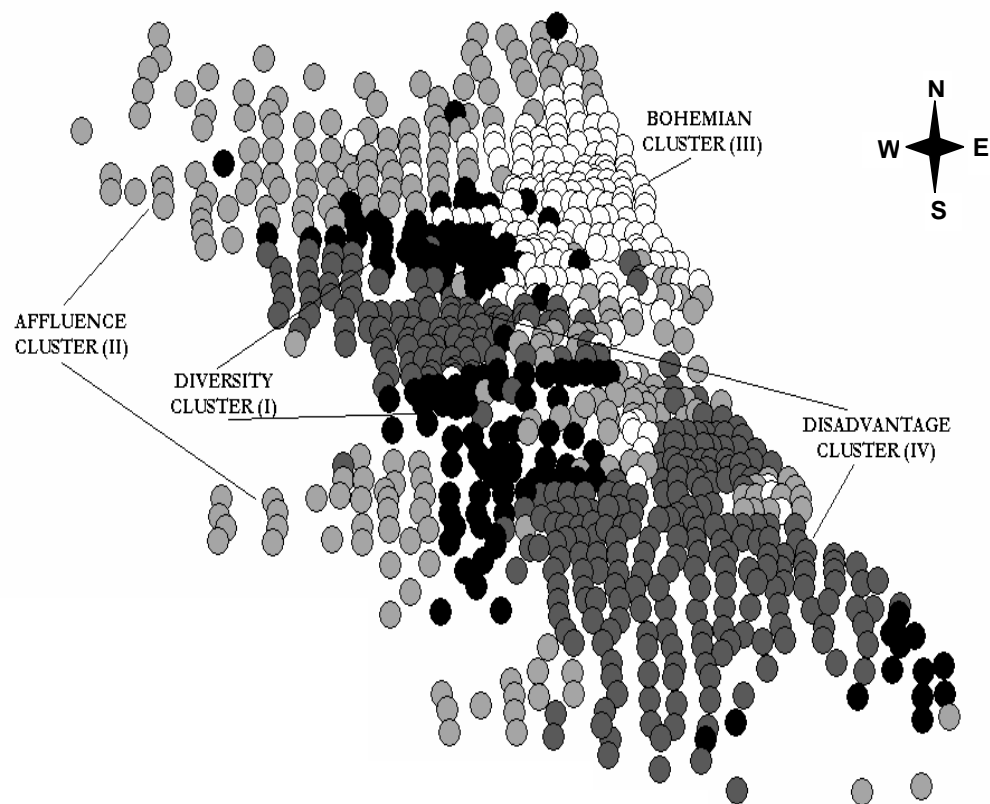 N
W E
S
BOHEMIAN
CLUSTER (III)
AFFLUENCE
CLUSTER (II)
DIVERSITY
CLUSTER (I)
DISADVANTAGE
CLUSTER (IV)